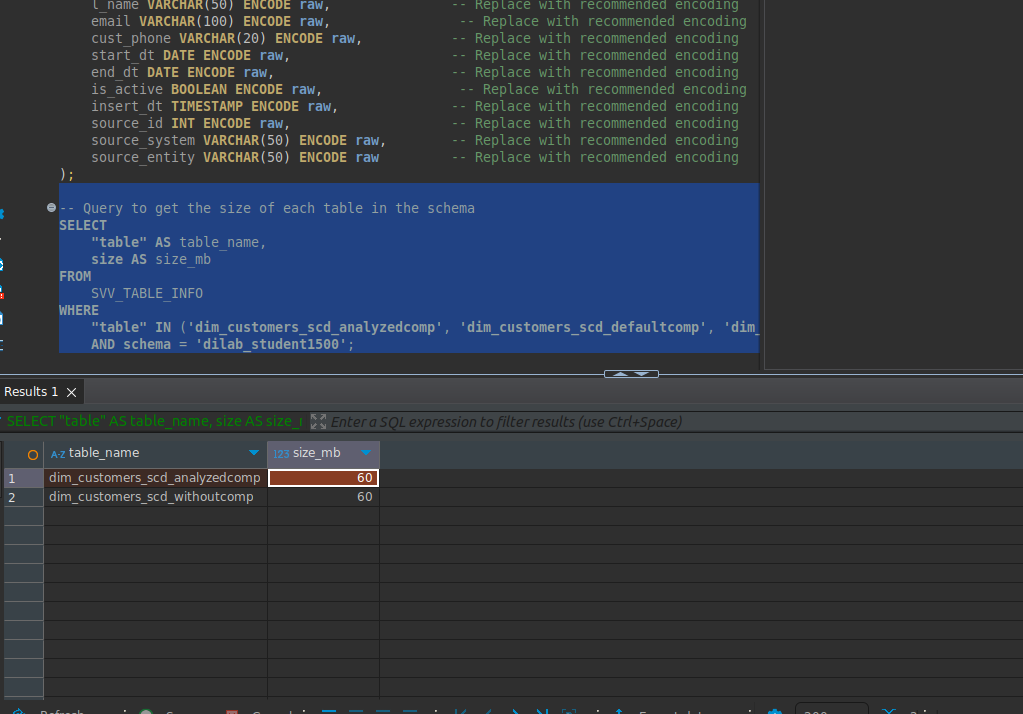 l_name VARCHAR(50) ENCODE raw, -- Replace with recommended encoding
email VARCHAR(100) ENCODE raw, -- Replace with recommended encoding
cust_phone VARCHAR(20) ENCODE raw, -- Replace with recommended encoding
start_dt DATE ENCODE raw, -- Replace with recommended encoding
end_dt DATE ENCODE raw, -- Replace with recommended encoding
is_active BOOLEAN ENCODE raw, -- Replace with recommended encoding
insert_dt TIMESTAMP ENCODE raw, -- Replace with recommended encoding
source_id INT ENCODE raw, -- Replace with recommended encoding
source_system VARCHAR(50) ENCODE raw, -- Replace with recommended encoding
source_entity VARCHAR(50) ENCODE raw -- Replace with recommended encoding
);
-- Query to get the size of each table in the schema
SELECT
"table" AS table_name,
size AS size_mb
FROM
SVV_TABLE_INFO
WHERE
"table" IN ('dim_customers_scd_analyzedcomp', 'dim_customers_scd_defaultcomp', 'dim_
AND schema = 'dilab_student1500';
Results 1
SELECT "table" AS table_name, size AS size_ Enter a SQL expression to filter results (use Ctrl+Space)
A-Z table_name 123 size_mb
1 dim_customers_scd_analyzedcomp 60
2 dim_customers_scd_withoutcomp 60
Refresh